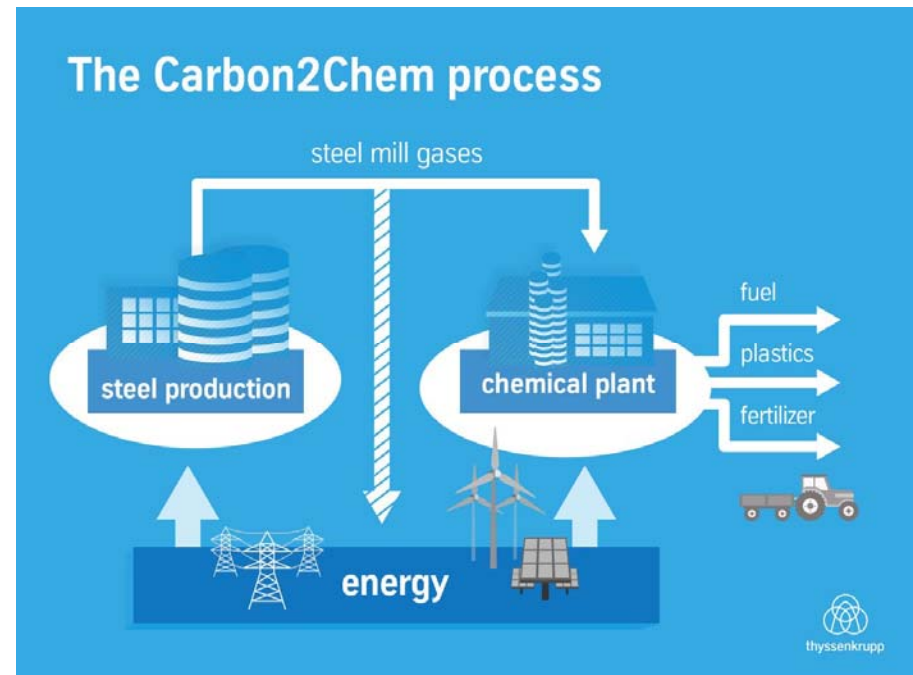 The Carbon2Chem process
steel mill gases
steel production
chemical plant
fuel
plastics
fertilizer
energy
thyssenkrupp